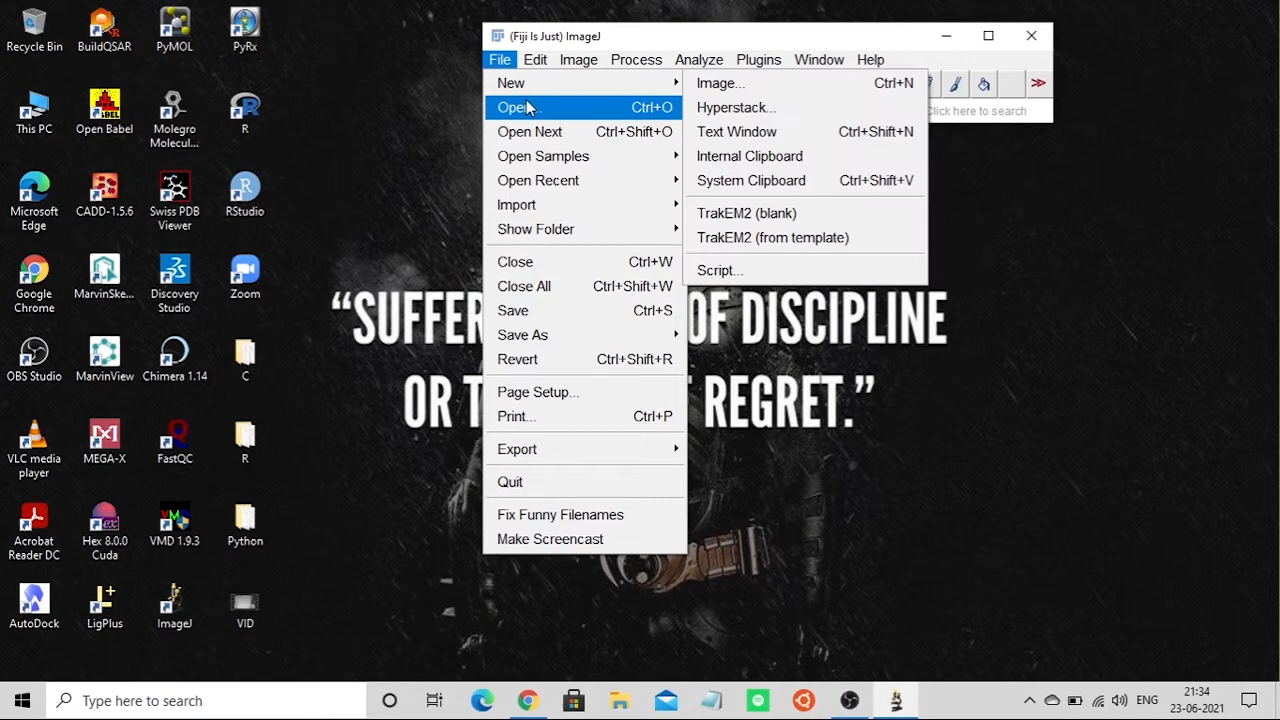 Recycle Bin
BuildQSAR
PyMOL
PyRx
This PC
Open Babel
Molegro
Molecul...
R
Microsoft
Edge
CADD-1.5.6
Swiss PDB
Viewer
RStudio
Google
Chrome
MarvinSke...
Discovery
Studio
Zoom
OBS Studio
MarvinView
Chimera 1.14
C
VLC media
player
MEGA-X
FastQC
R
Acrobat
Reader DC
Hex 8.0.0
Cuda
VMD 1.9.3
Python
AutoDock
LigPlus
ImageJ
VID
(Fiji Is Just) ImageJ
File Edit Image Process Analyze Plugins Window Help
Click here to search
New
Open... Ctrl+O
Open Next Ctrl+Shift+O
Open Samples
Open Recent
Import
Show Folder
Close Ctrl+W
Close All Ctrl+Shift+W
Save Ctrl+S
Save As
Revert Ctrl+Shift+R
Page Setup...
Print... Ctrl+P
Export
Quit
Fix Funny Filenames
Make Screencast
Image... Ctrl+N
Hyperstack...
Text Window Ctrl+Shift+N
Internal Clipboard
System Clipboard Ctrl+Shift+V
TrakEM2 (blank)
TrakEM2 (from template)
Script...
OF DISCIPLINE
OR REGRET.”
Type here to search
ENG
21:34
23-06-2021